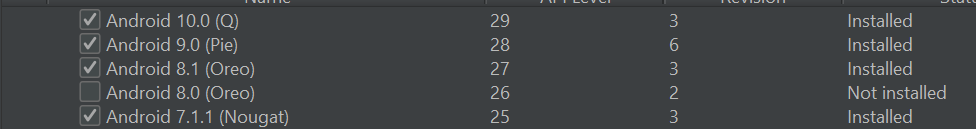 Name API Level Revision Status
Android 10.0 (Q) 29 3 Installed
Android 9.0 (Pie) 28 6 Installed
Android 8.1 (Oreo) 27 3 Installed
Android 8.0 (Oreo) 26 2 Not installed
Android 7.1.1 (Nougat) 25 3 Installed